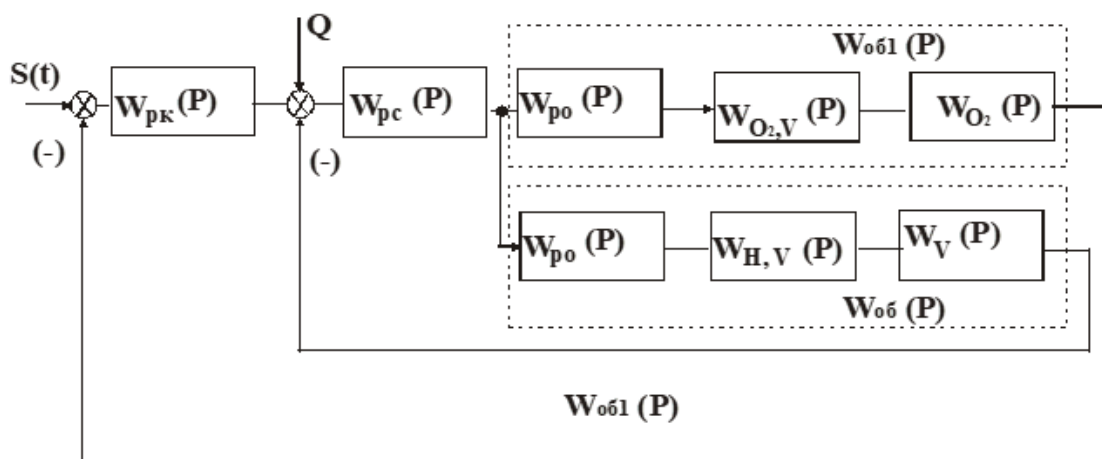 Q
Wоб1 (P)
S(t)
Wрк (P)
Wрс (P)
Wро (P)
WO₂,V (P)
WO₂ (P)
(-)
(-)
Wро (P)
WH, V (P)
WV (P)
Wоб (P)
Wоб1 (P)